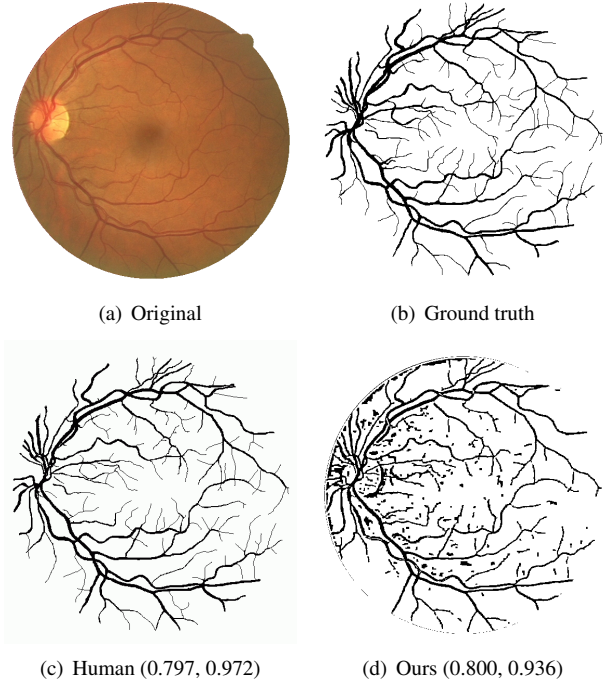 (a) Original
(b) Ground truth
(c) Human (0.797, 0.972)
(d) Ours (0.800, 0.936)